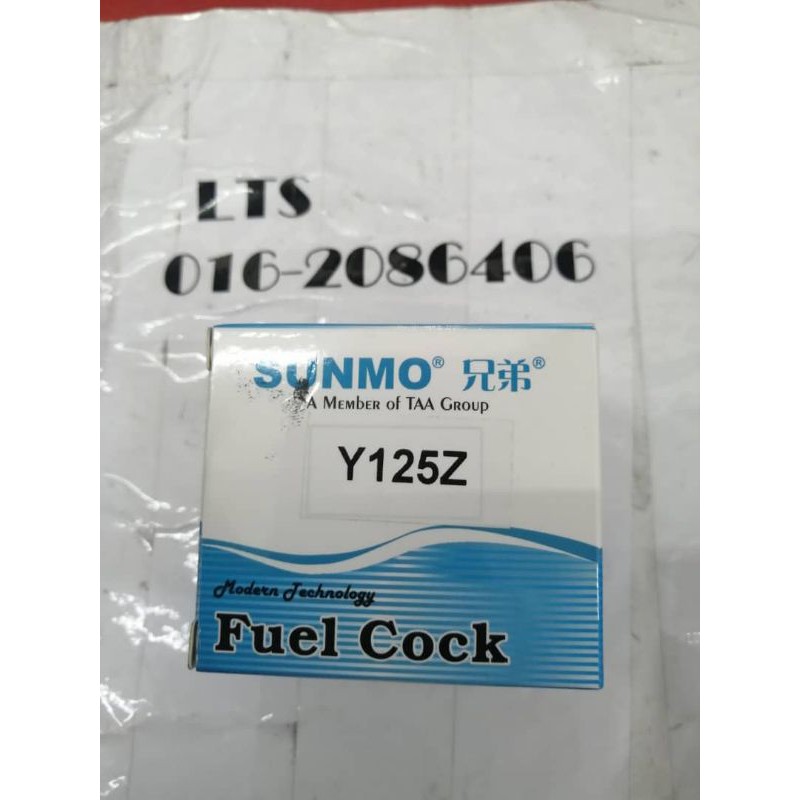 LTS
016-2086406
SUNMO® 兄弟®
A MEMBER OF TAA GROUP
Y125Z
Modern Technology
Fuel Cock